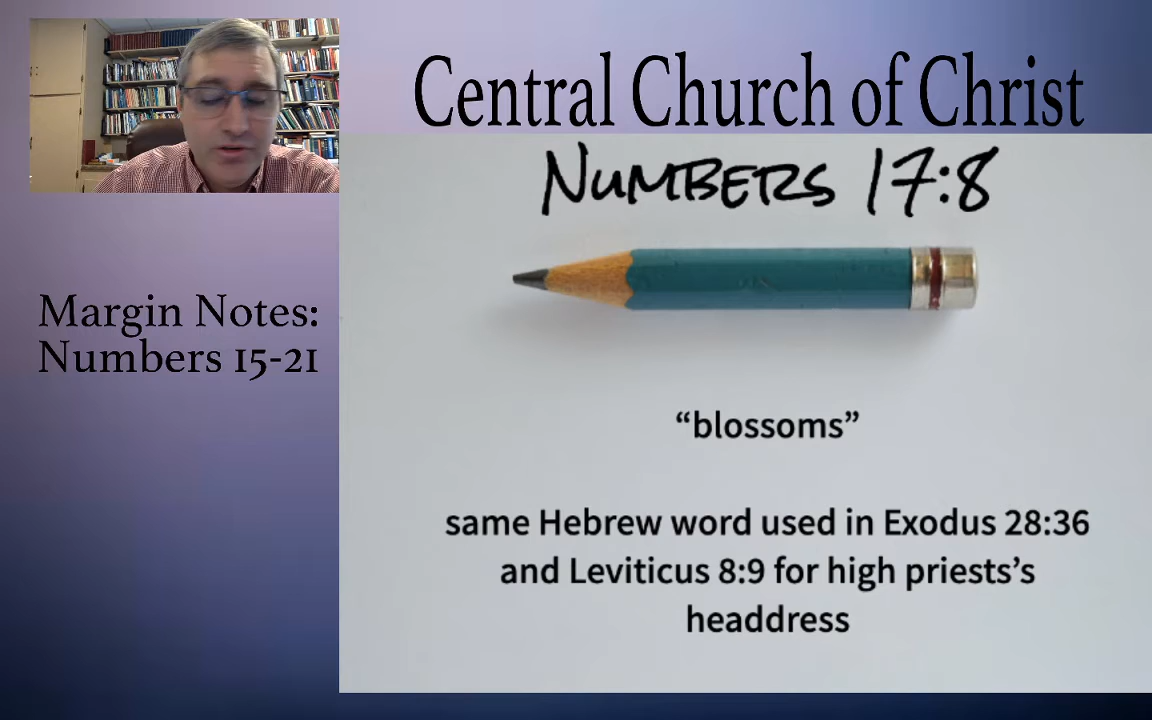 Central Church of Christ
Numbers 17:8
Margin Notes:
Numbers 15-21
“blossoms”
same Hebrew word used in Exodus 28:36
and Leviticus 8:9 for high priests’s
headdress